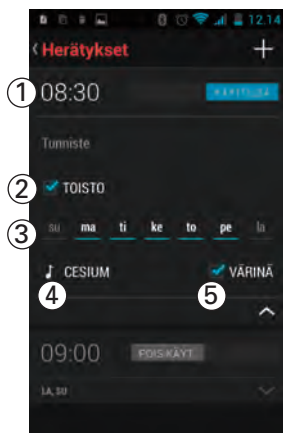 12.14
Herätykset
1 08:30 KÄYTÖSSÄ
Tunniste
2 TOISTO
3 su ma ti ke to pe la
CESIUM VÄRINÄ
4 5
09:00 POIS KÄYT.
LA, SU